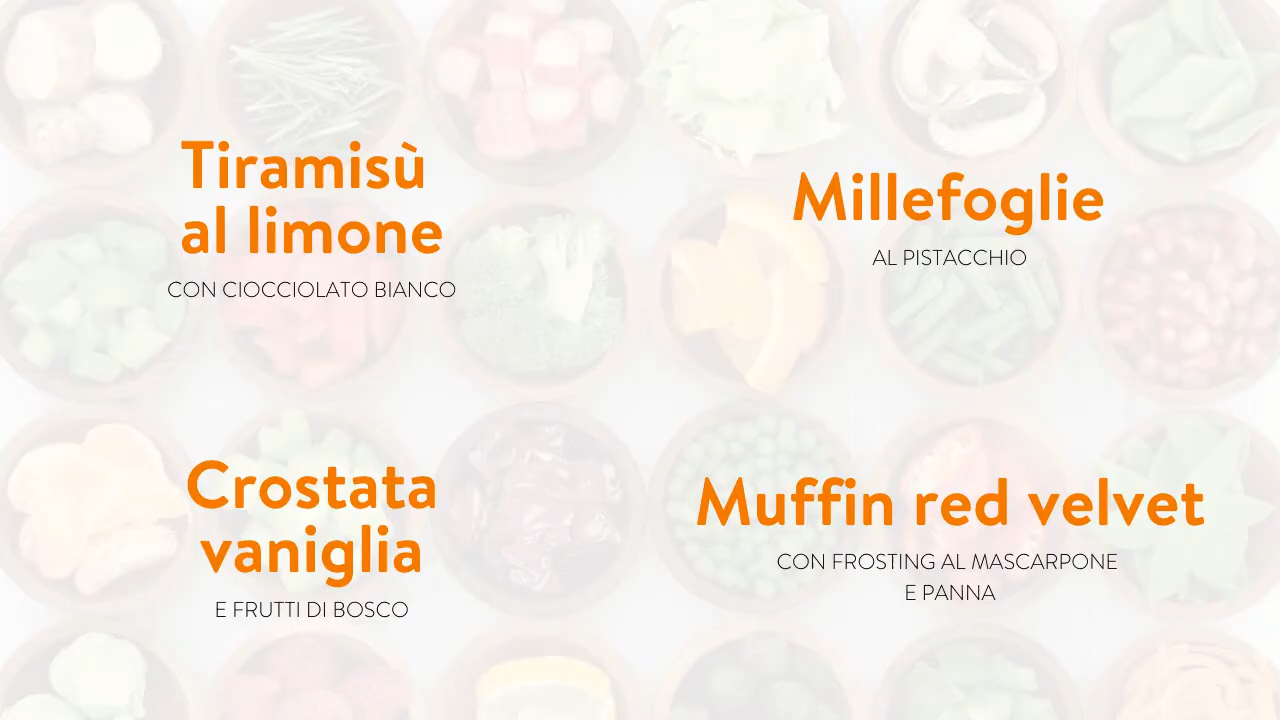 Tiramisù
al limone
CON CIOCCIOLATO BIANCO
Millefoglie
AL PISTACCHIO
Crostata
vaniglia
E FRUTTI DI BOSCO
Muffin red velvet
CON FROSTING AL MASCARPONE
E PANNA